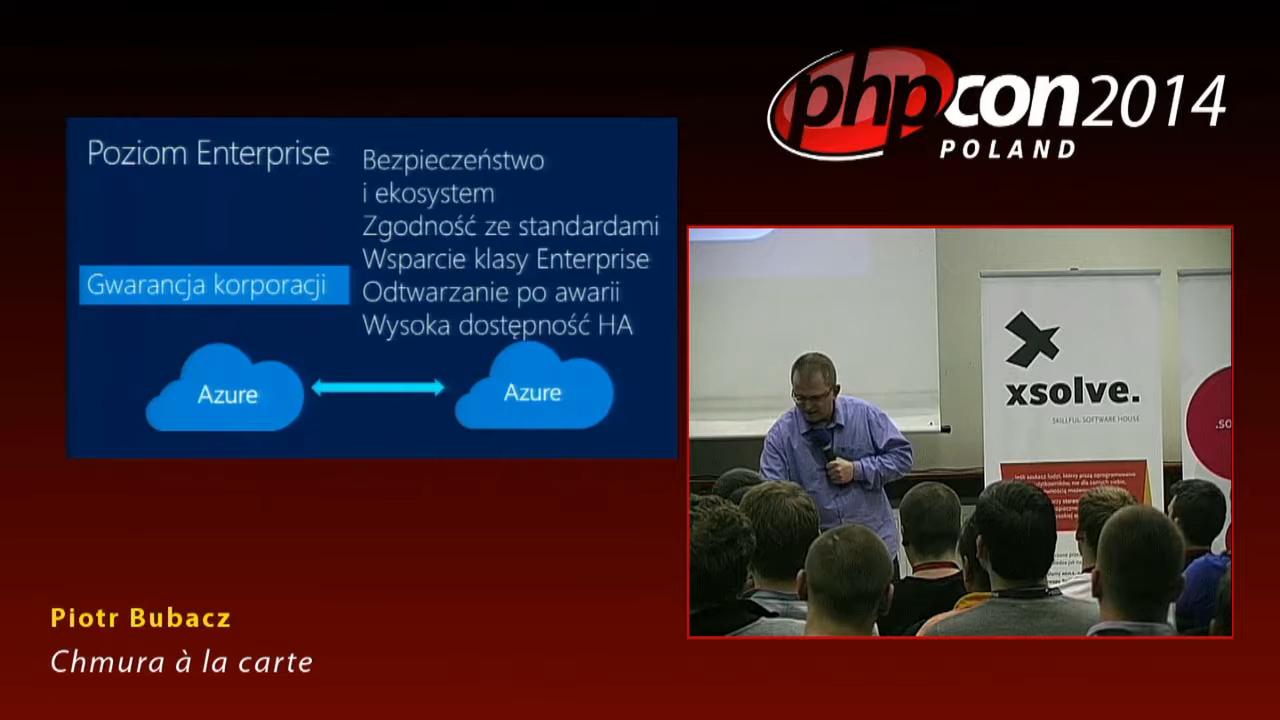 phpcon2014
POLAND
Poziom Enterprise
Gwarancja korporacji
Bezpieczeństwo
i ekosystem
Zgodność ze standardami
Wsparcie klasy Enterprise
Odtwarzanie po awarii
Wysoka dostępność HA
Azure
Azure
xsolve.
SKILLFUL SOFTWARE HOUSE
Piotr Bubacz
Chmura à la carte